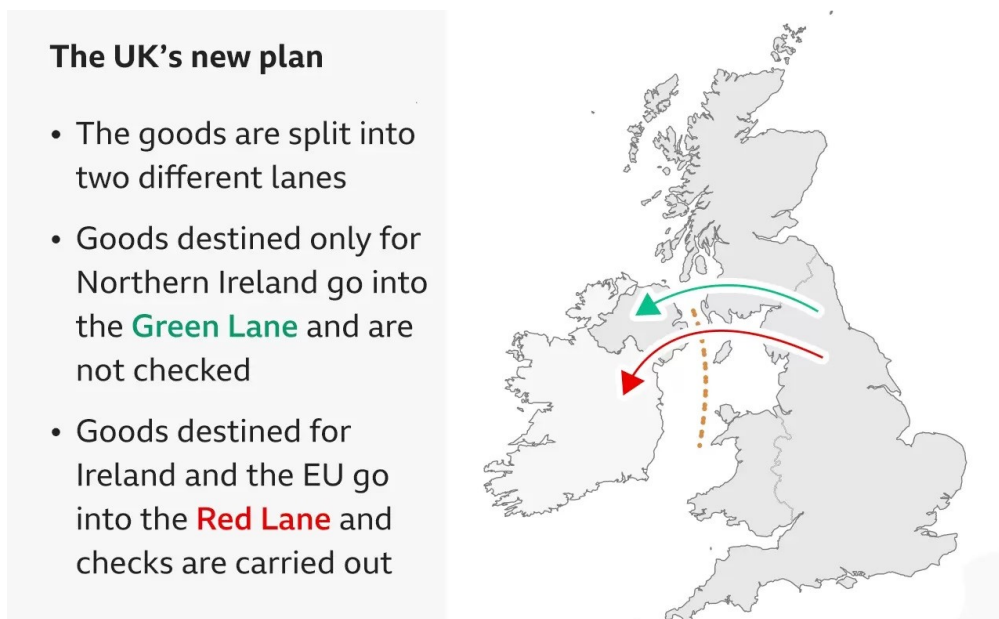 The UK’s new plan
• The goods are split into
two different lanes
• Goods destined only for
Northern Ireland go into
the Green Lane and are
not checked
• Goods destined for
Ireland and the EU go
into the Red Lane and
checks are carried out